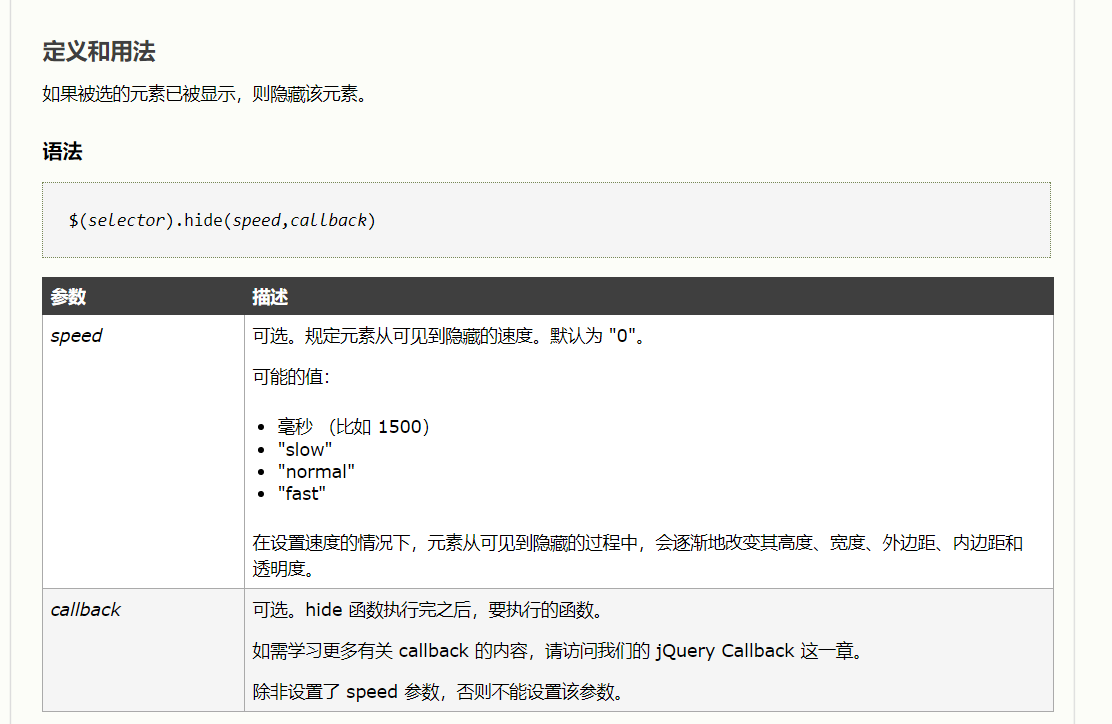 定义和用法
如果被选的元素已被显示，则隐藏该元素。
语法
$(selector).hide(speed,callback)
参数 描述
speed 可选。规定元素从可见到隐藏的速度。默认为 "0"。
可能的值：
• 毫秒 （比如 1500）
• "slow"
• "normal"
• "fast"
在设置速度的情况下，元素从可见到隐藏的过程中，会逐渐地改变其高度、宽度、外边距、内边距和
透明度。
callback 可选。hide 函数执行完之后，要执行的函数。
如需学习更多有关 callback 的内容，请访问我们的 jQuery Callback 这一章。
除非设置了 speed 参数，否则不能设置该参数。